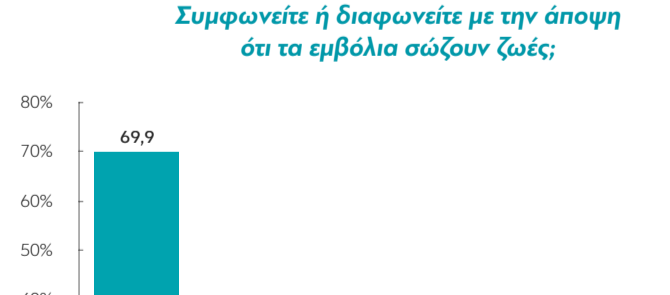 Συμφωνείτε ή διαφωνείτε με την άποψη
ότι τα εμβόλια σώζουν ζωές;
80%
69,9
70%
60%
50%